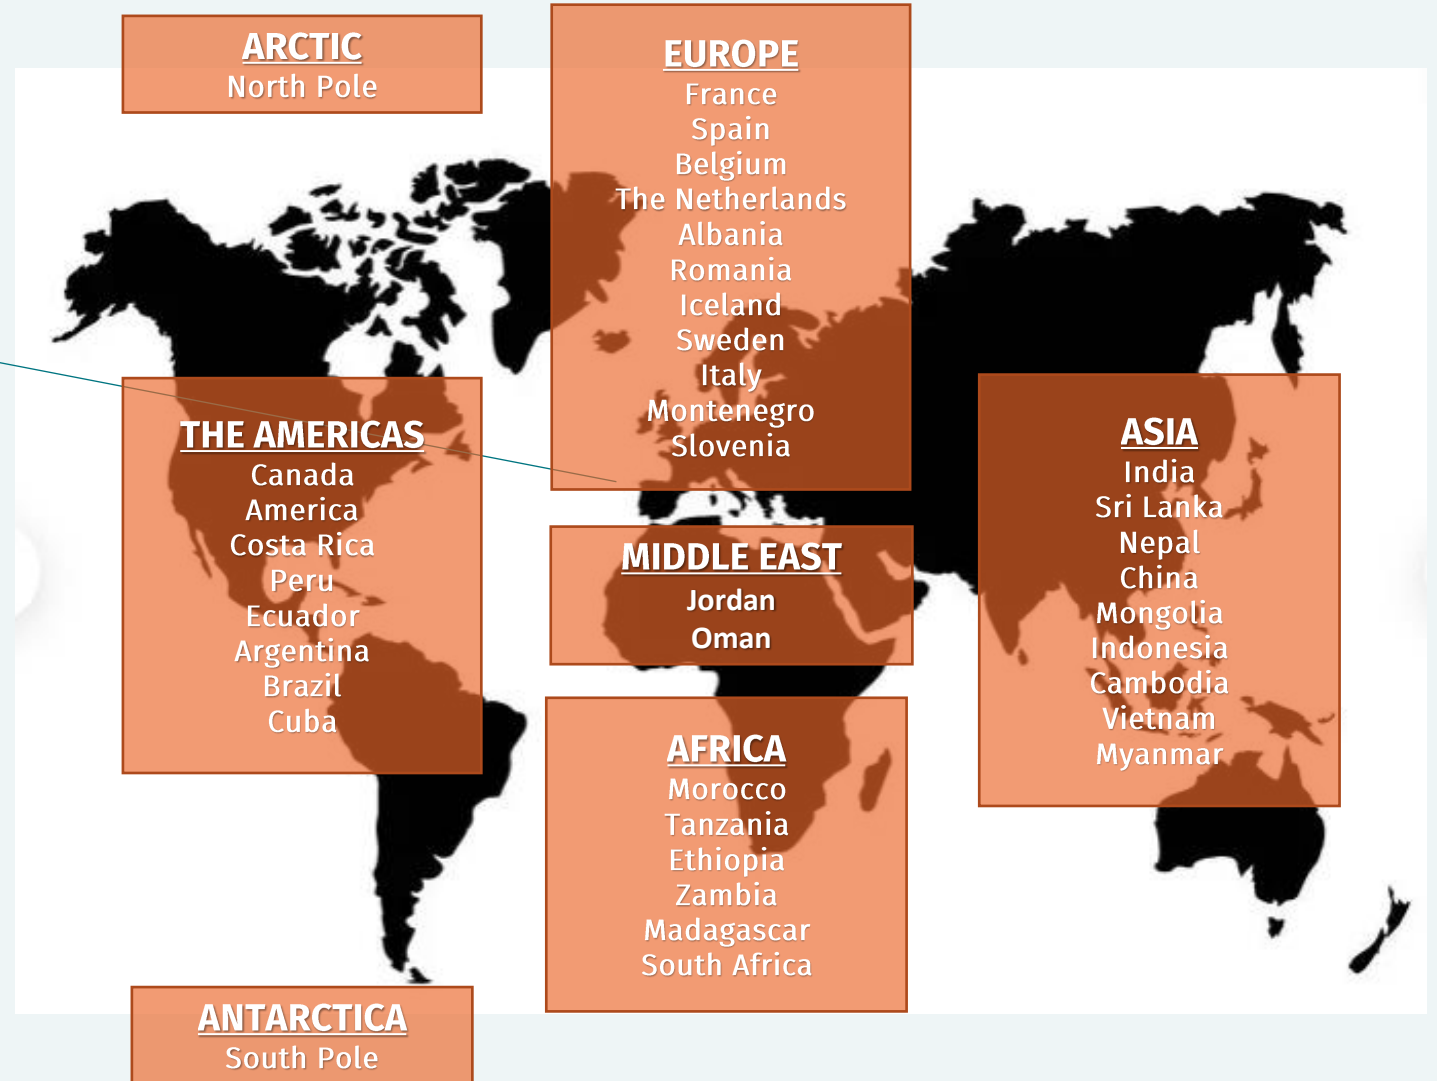 ARCTIC
North Pole
EUROPE
France
Spain
Belgium
The Netherlands
Albania
Romania
Iceland
Sweden
Italy
Montenegro
Slovenia
THE AMERICAS
Canada
America
Costa Rica
Peru
Ecuador
Argentina
Brazil
Cuba
MIDDLE EAST
Jordan
Oman
ASIA
India
Sri Lanka
Nepal
China
Mongolia
Indonesia
Cambodia
Vietnam
Myanmar
AFRICA
Morocco
Tanzania
Ethiopia
Zambia
Madagascar
South Africa
ANTARCTICA
South Pole